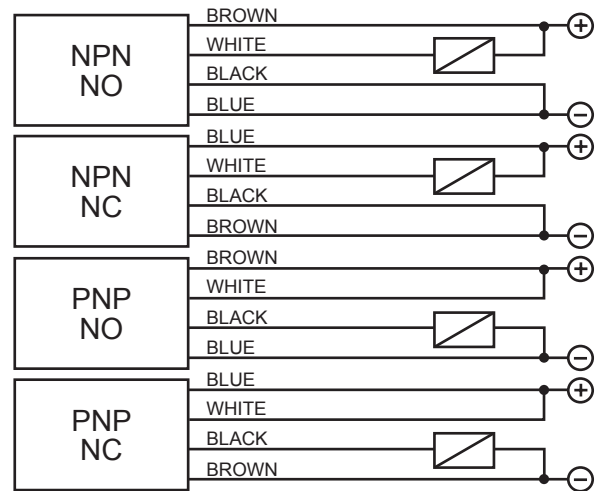 NPN
NO
BROWN
WHITE
BLACK
BLUE
+
−
NPN
NC
BLUE
WHITE
BLACK
BROWN
+
−
PNP
NO
BROWN
WHITE
BLACK
BLUE
+
−
PNP
NC
BLUE
WHITE
BLACK
BROWN
+
−